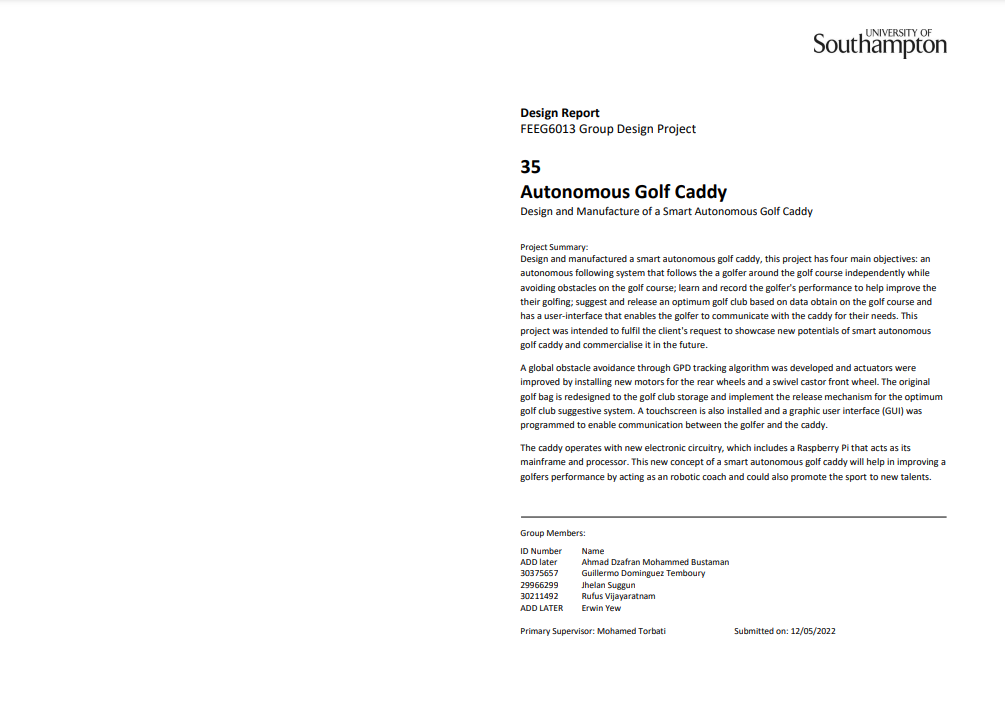 UNIVERSITY OF
Southampton
Design Report
FEEG6013 Group Design Project
35
Autonomous Golf Caddy
Design and Manufacture of a Smart Autonomous Golf Caddy
Project Summary:
Design and manufactured a smart autonomous golf caddy, this project has four main objectives: an
autonomous following system that follows the a golfer around the golf course independently while
avoiding obstacles on the golf course; learn and record the golfer's performance to help improve the
their golfing; suggest and release an optimum golf club based on data obtain on the golf course and
has a user-interface that enables the golfer to communicate with the caddy for their needs. This
project was intended to fulfil the client's request to showcase new potentials of smart autonomous
golf caddy and commercialise it in the future.
A global obstacle avoidance through GPD tracking algorithm was developed and actuators were
improved by installing new motors for the rear wheels and a swivel castor front wheel. The original
golf bag is redesigned to the golf club storage and implement the release mechanism for the optimum
golf club suggestive system. A touchscreen is also installed and a graphic user interface (GUI) was
programmed to enable communication between the golfer and the caddy.
The caddy operates with new electronic circuitry, which includes a Raspberry Pi that acts as its
mainframe and processor. This new concept of a smart autonomous golf caddy will help in improving a
golfers performance by acting as an robotic coach and could also promote the sport to new talents.
Group Members:
ID Number Name
ADD later Ahmad Dzafran Mohammed Bustaman
30375657 Guillermo Dominguez Temboury
29966299 Jhelan Suggun
30211492 Rufus Vijayaratnam
ADD LATER Erwin Yew
Primary Supervisor: Mohamed Torbati Submitted on: 12/05/2022